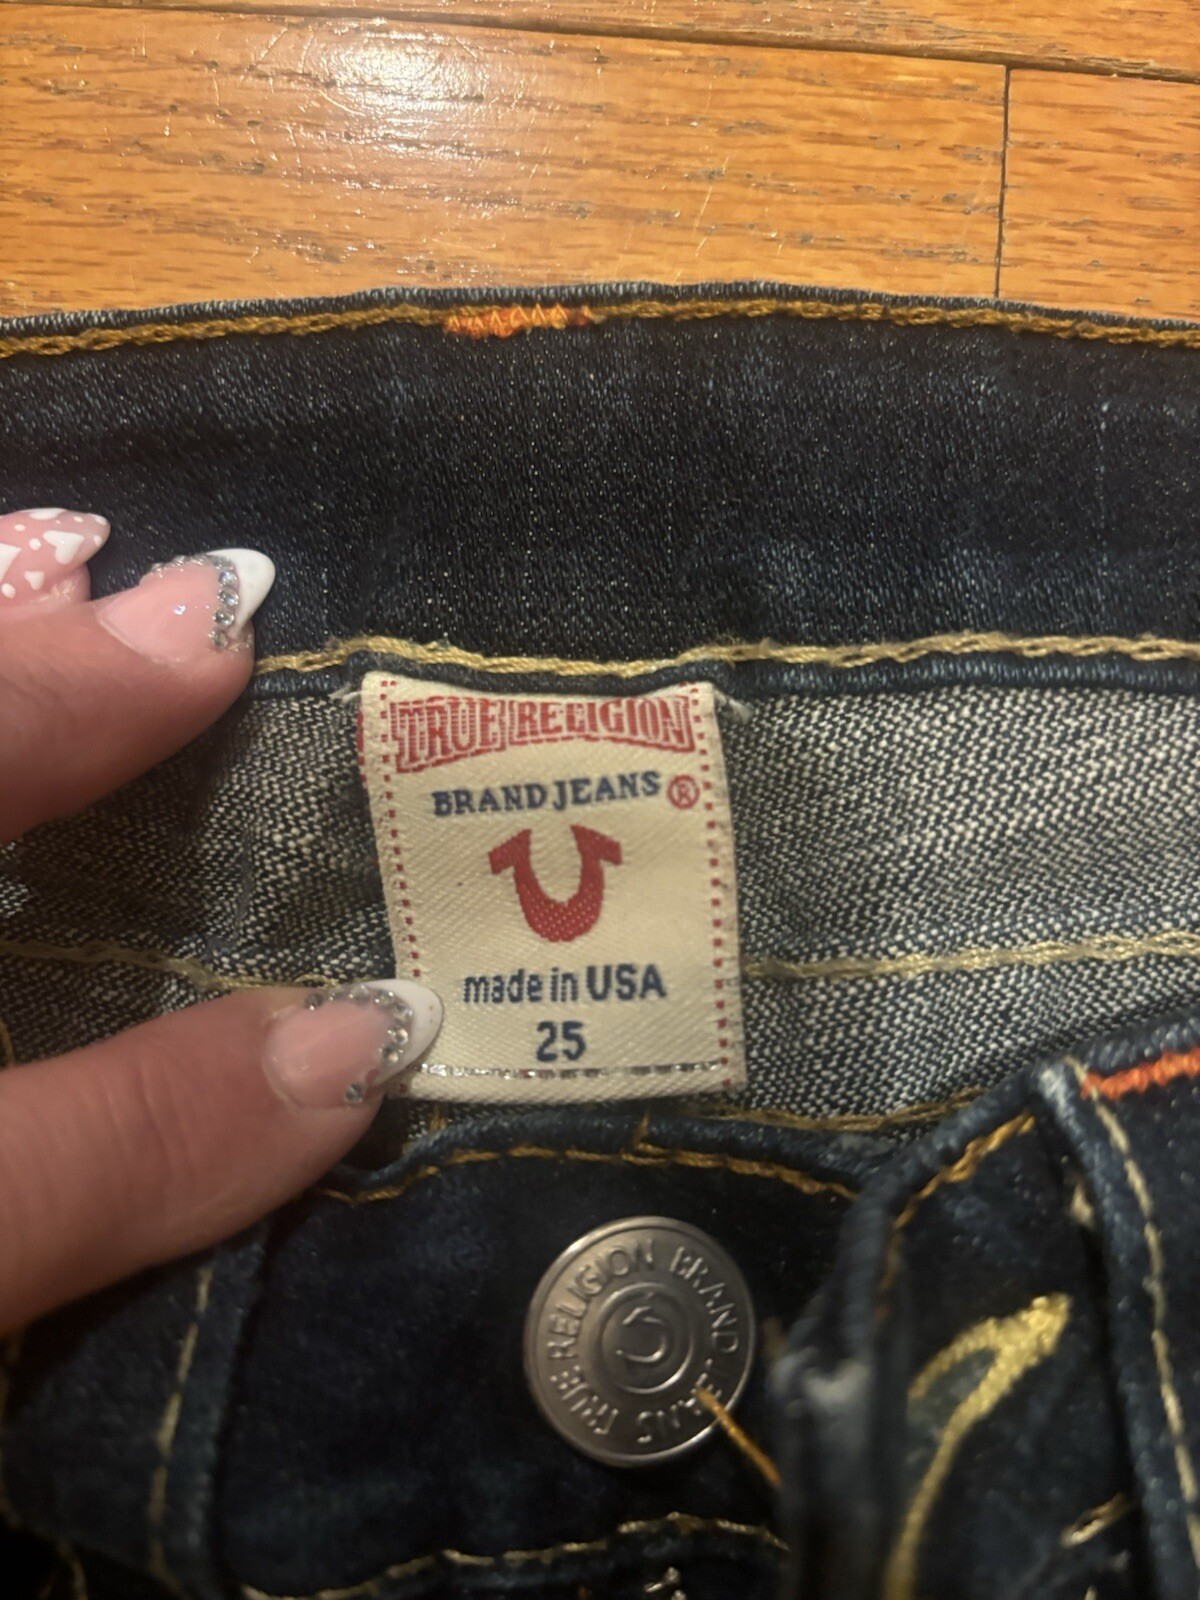 TRUE RELIGION
BRAND JEANS ®
made in USA
25
TRUE RELIGION BRAND JEANS